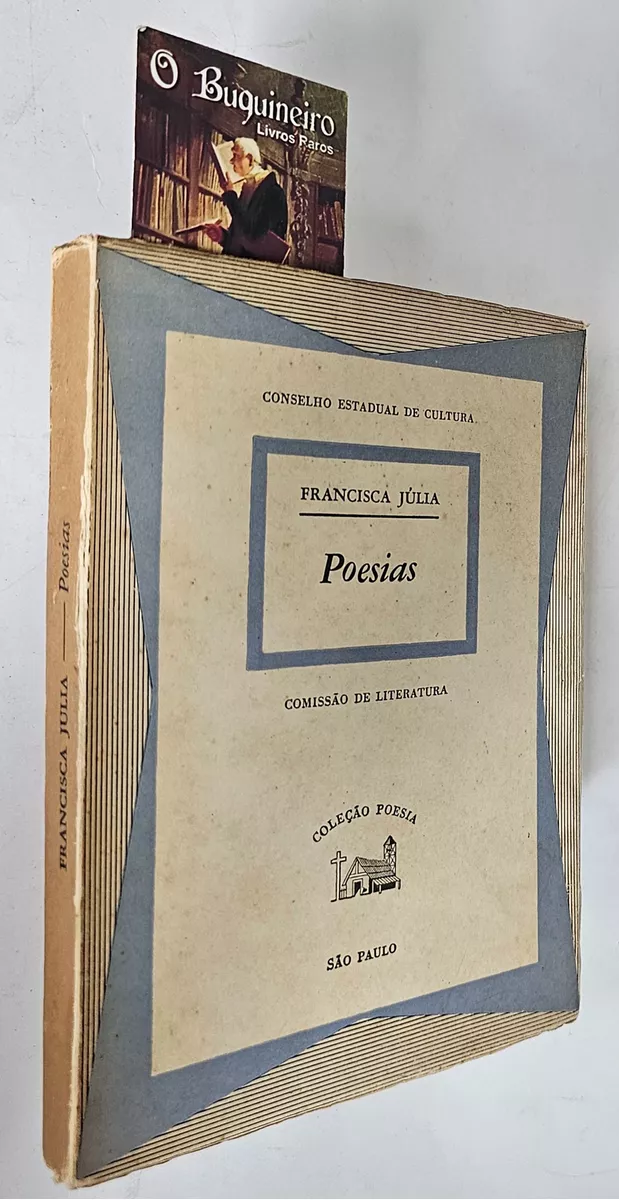 O Buquineiro
Livros Raros
CONSELHO ESTADUAL DE CULTURA
FRANCISCA JÚLIA
Poesias
COMISSÃO DE LITERATURA
COLEÇÃO POESIA
SÃO PAULO
FRANCISCA JÚLIA — Poesias